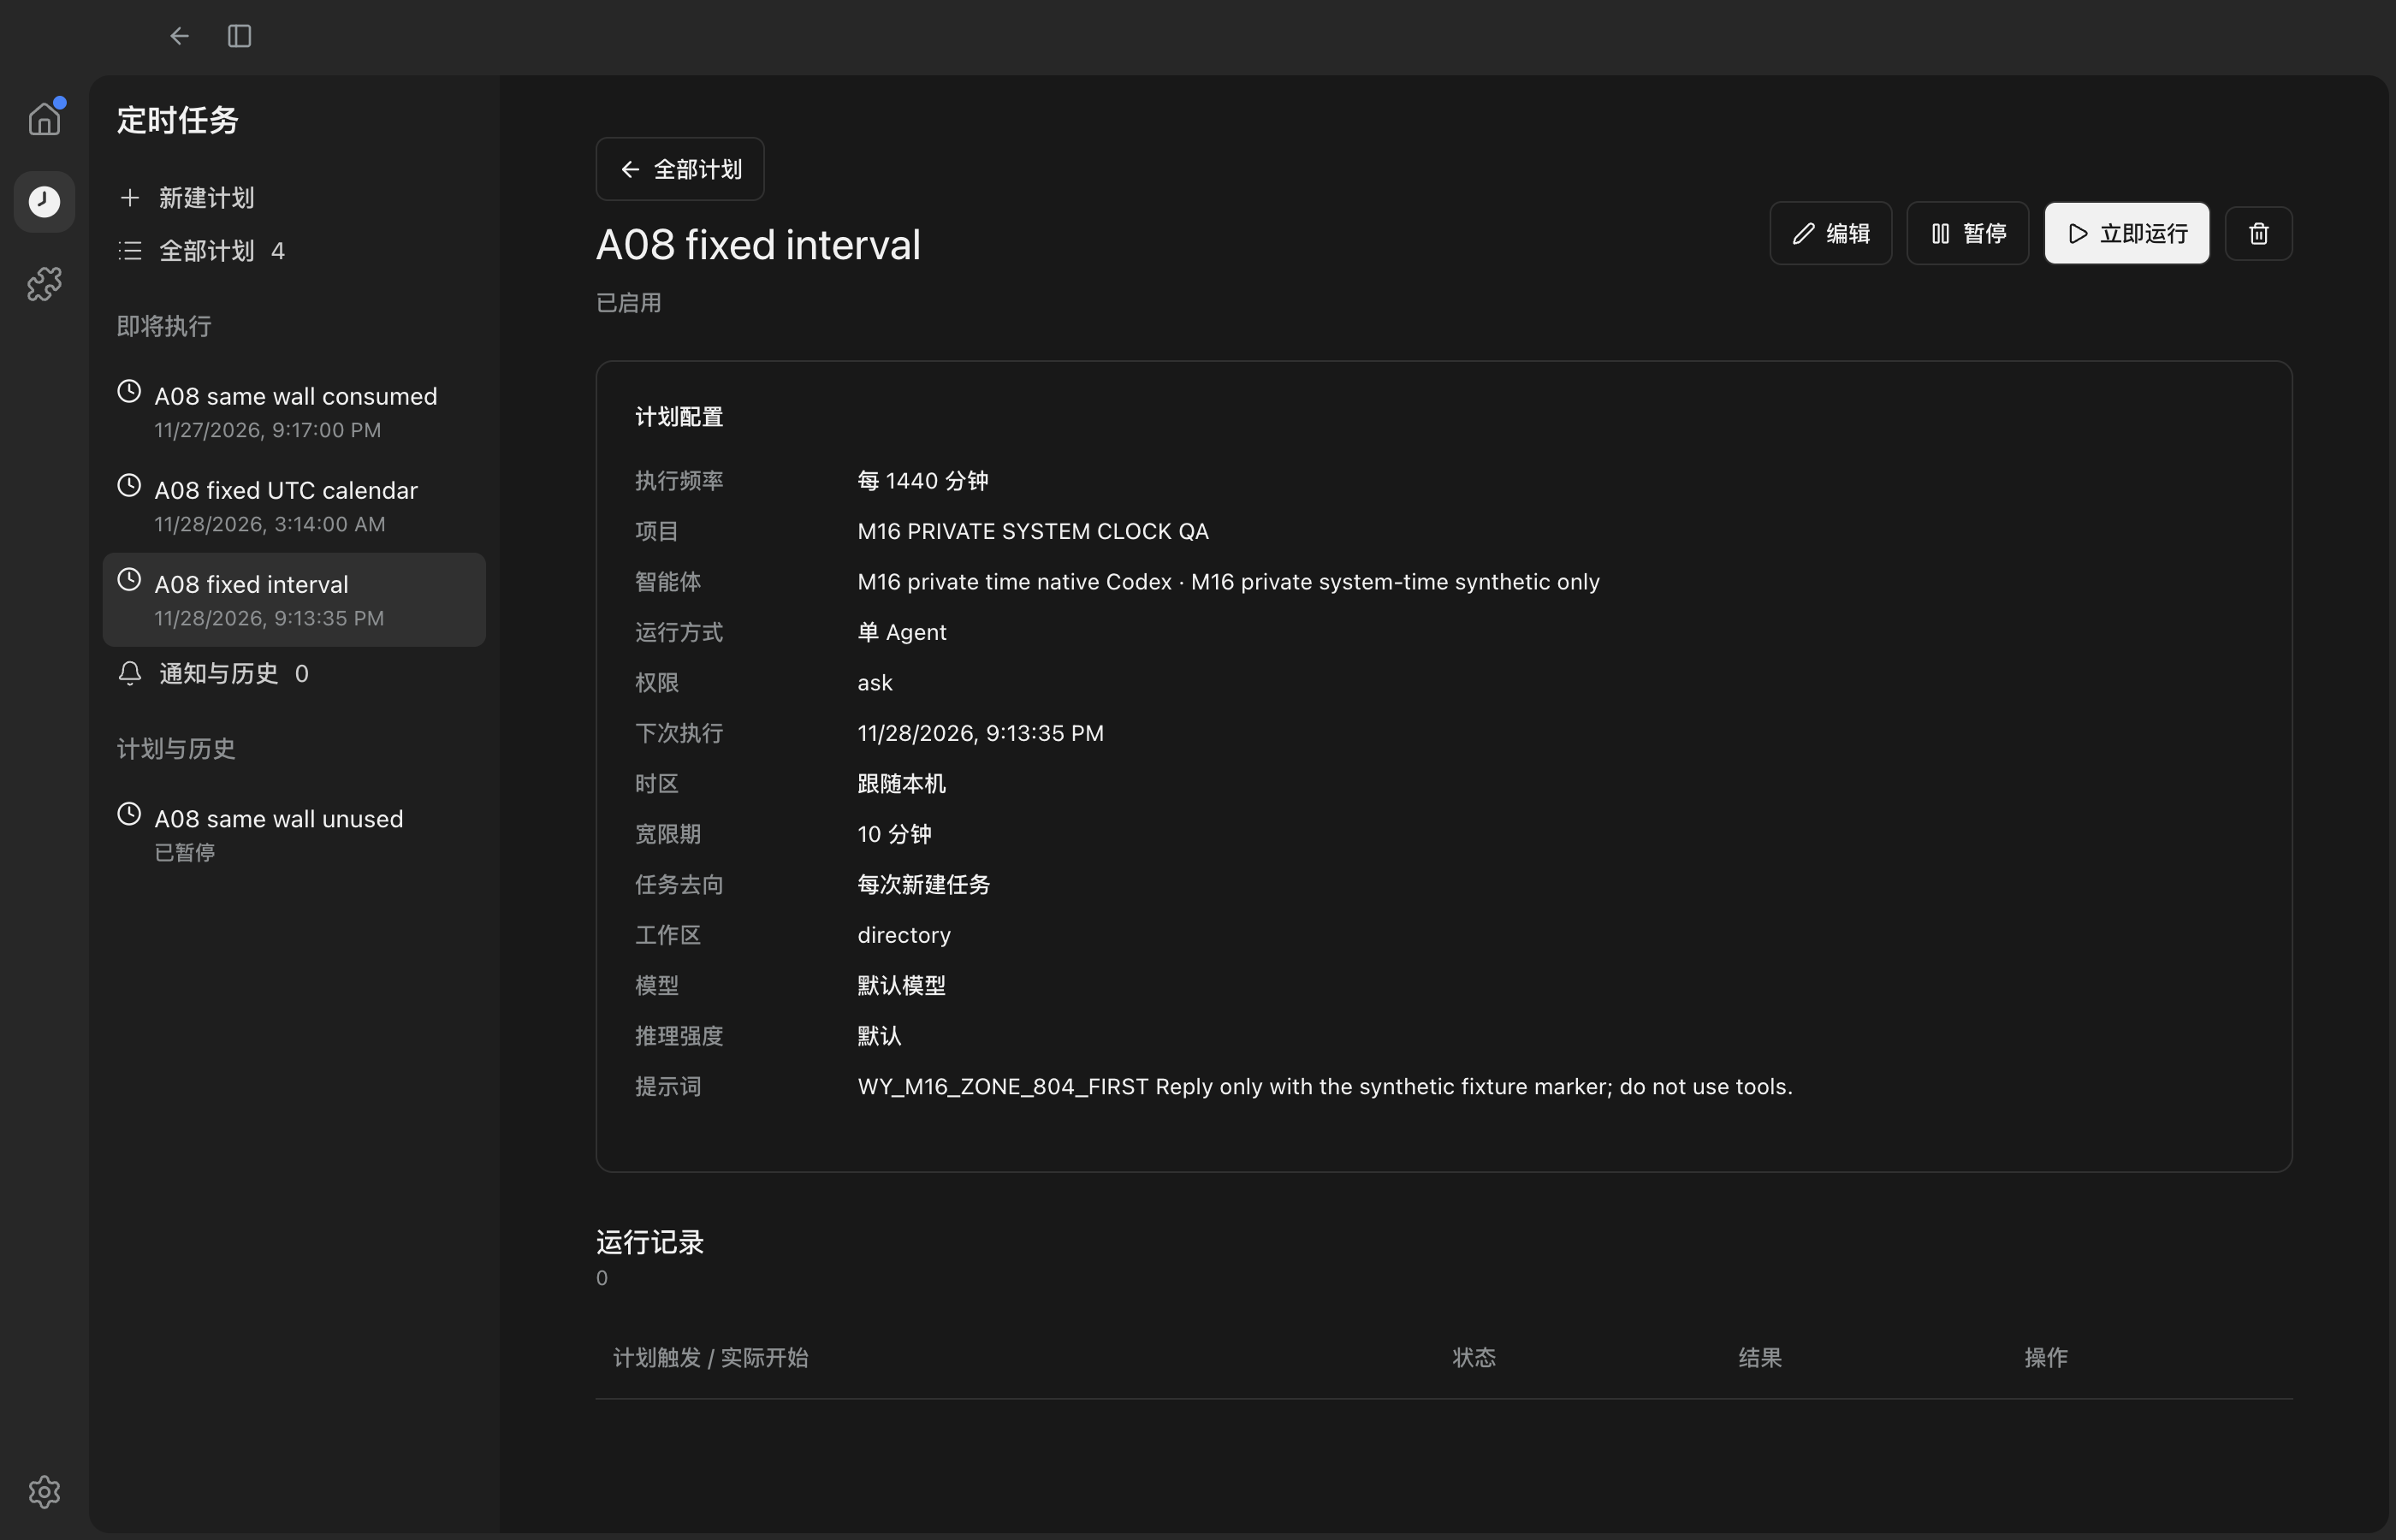 定时任务
新建计划
全部计划 4
即将执行
A08 same wall consumed
11/27/2026, 9:17:00 PM
A08 fixed UTC calendar
11/28/2026, 3:14:00 AM
A08 fixed interval
11/28/2026, 9:13:35 PM
通知与历史 0
计划与历史
A08 same wall unused
已暂停
全部计划
A08 fixed interval
已启用
编辑
暂停
立即运行
计划配置
执行频率 每 1440 分钟
项目 M16 PRIVATE SYSTEM CLOCK QA
智能体 M16 private time native Codex · M16 private system-time synthetic only
运行方式 单 Agent
权限 ask
下次执行 11/28/2026, 9:13:35 PM
时区 跟随本机
宽限期 10 分钟
任务去向 每次新建任务
工作区 directory
模型 默认模型
推理强度 默认
提示词 WY_M16_ZONE_804_FIRST Reply only with the synthetic fixture marker; do not use tools.
运行记录
0
计划触发 / 实际开始 状态 结果 操作